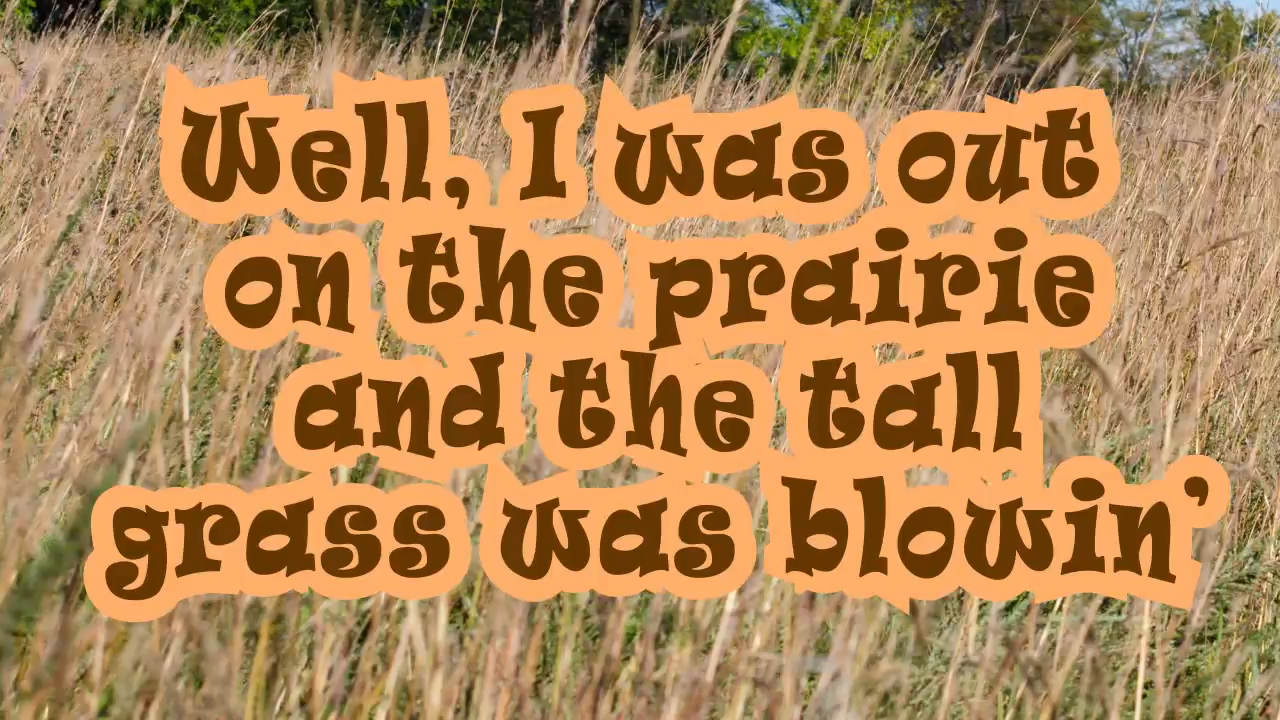 Well, I was out
on the prairie
and the tall
grass was blowin’